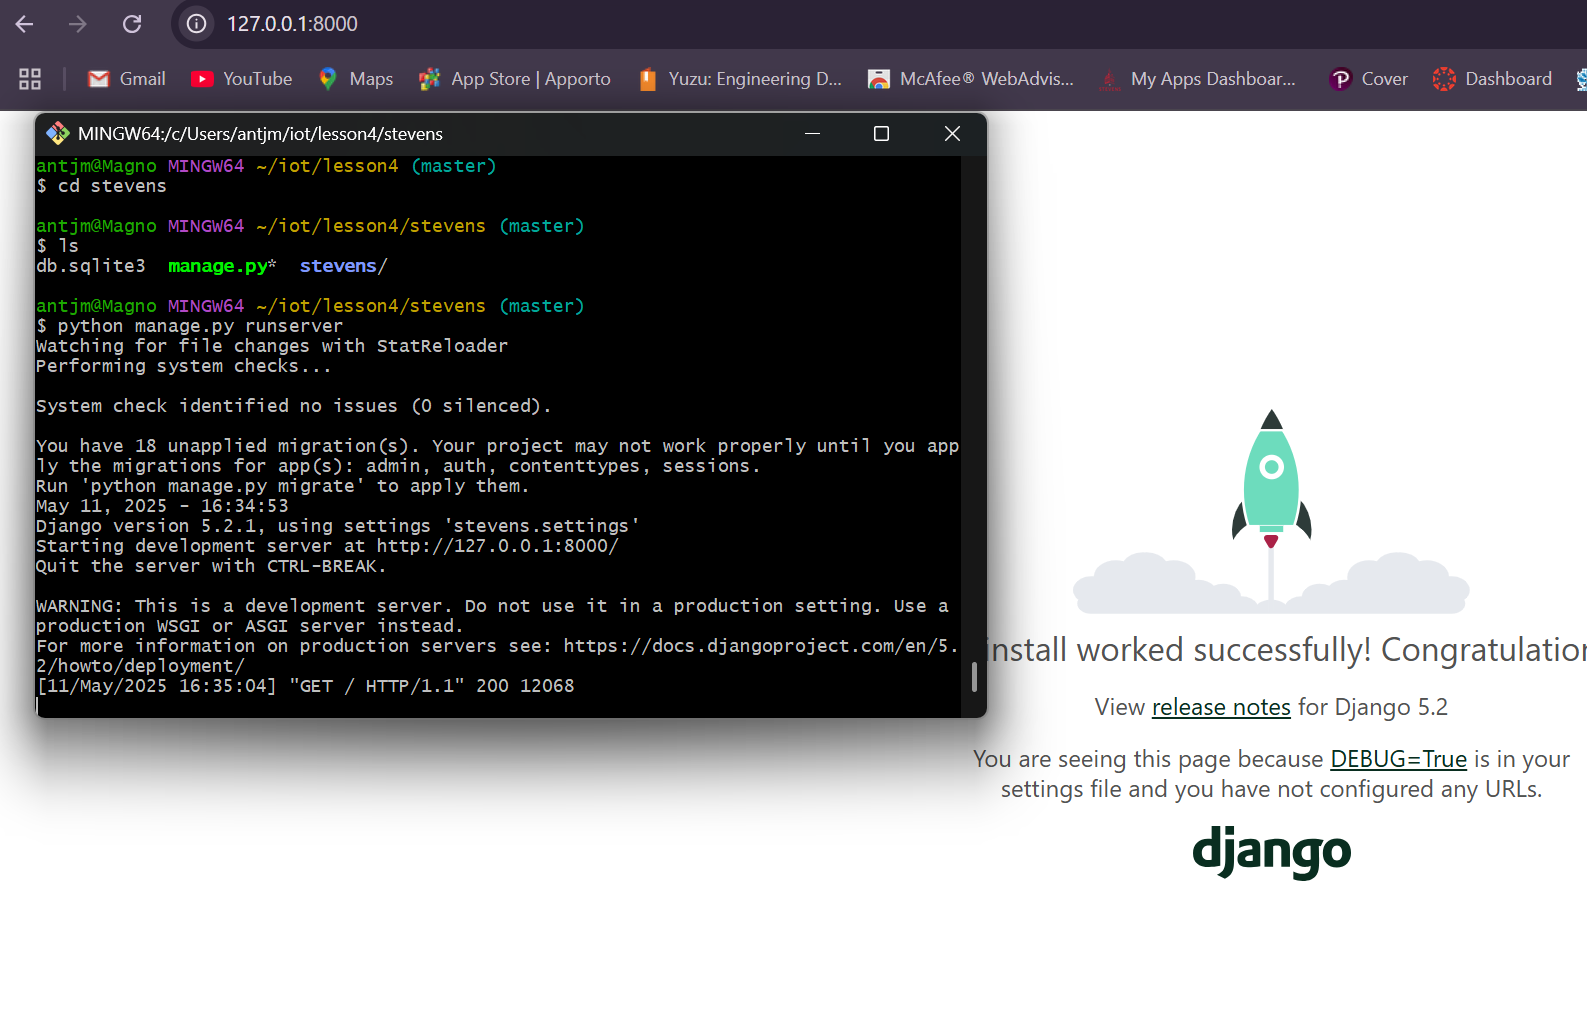 127.0.0.1:8000
Gmail YouTube Maps App Store | Apporto Yuzu: Engineering D... McAfee® WebAdvis... My Apps Dashboar... Cover Dashboard
MINGW64:/c/Users/antjm/iot/lesson4/stevens
antjm@Magno MINGW64 ~/iot/lesson4 (master)
$ cd stevens
antjm@Magno MINGW64 ~/iot/lesson4/stevens (master)
$ ls
db.sqlite3 manage.py* stevens/
antjm@Magno MINGW64 ~/iot/lesson4/stevens (master)
$ python manage.py runserver
Watching for file changes with StatReloader
Performing system checks...
System check identified no issues (0 silenced).
You have 18 unapplied migration(s). Your project may not work properly until you app
ly the migrations for app(s): admin, auth, contenttypes, sessions.
Run 'python manage.py migrate' to apply them.
May 11, 2025 - 16:34:53
Django version 5.2.1, using settings 'stevens.settings'
Starting development server at http://127.0.0.1:8000/
Quit the server with CTRL-BREAK.
WARNING: This is a development server. Do not use it in a production setting. Use a
production WSGI or ASGI server instead.
For more information on production servers see: https://docs.djangoproject.com/en/5.
2/howto/deployment/
[11/May/2025 16:35:04] "GET / HTTP/1.1" 200 12068
install worked successfully! Congratulation
View release notes for Django 5.2
You are seeing this page because DEBUG=True is in your
settings file and you have not configured any URLs.
django